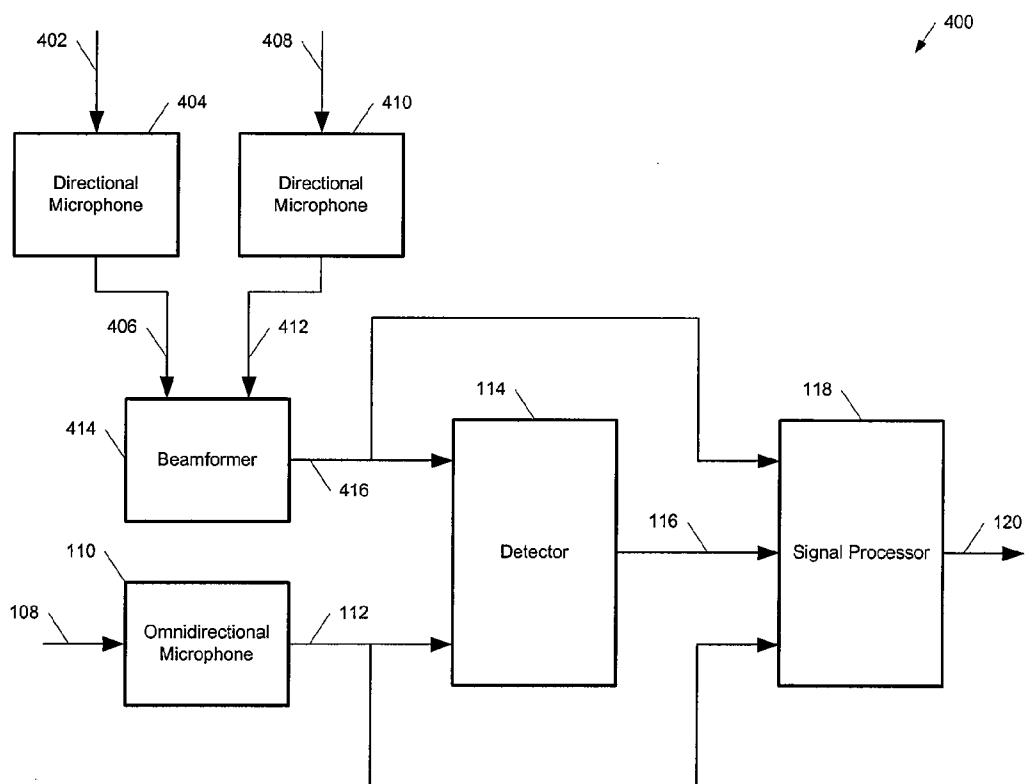 400
402
408
404
410
Directional
Microphone
Directional
Microphone
406
412
114
118
414
Beamformer
416
116
120
Detector
Signal Processor
110
108
112
Omnidirectional
Microphone